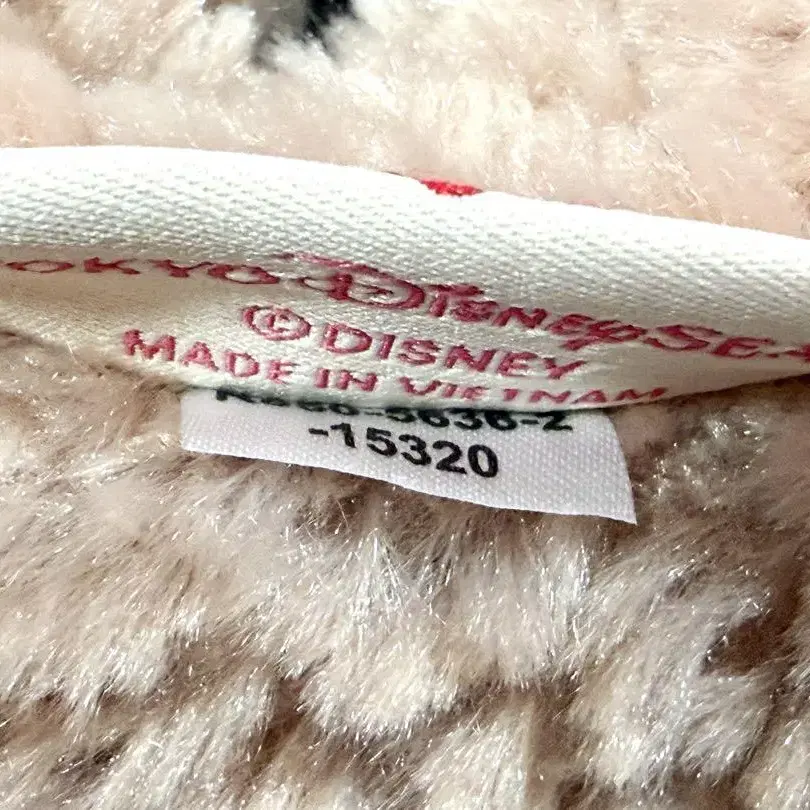 TOKYO DISNEYSEA
© DISNEY
MADE IN VIETNAM
-15320